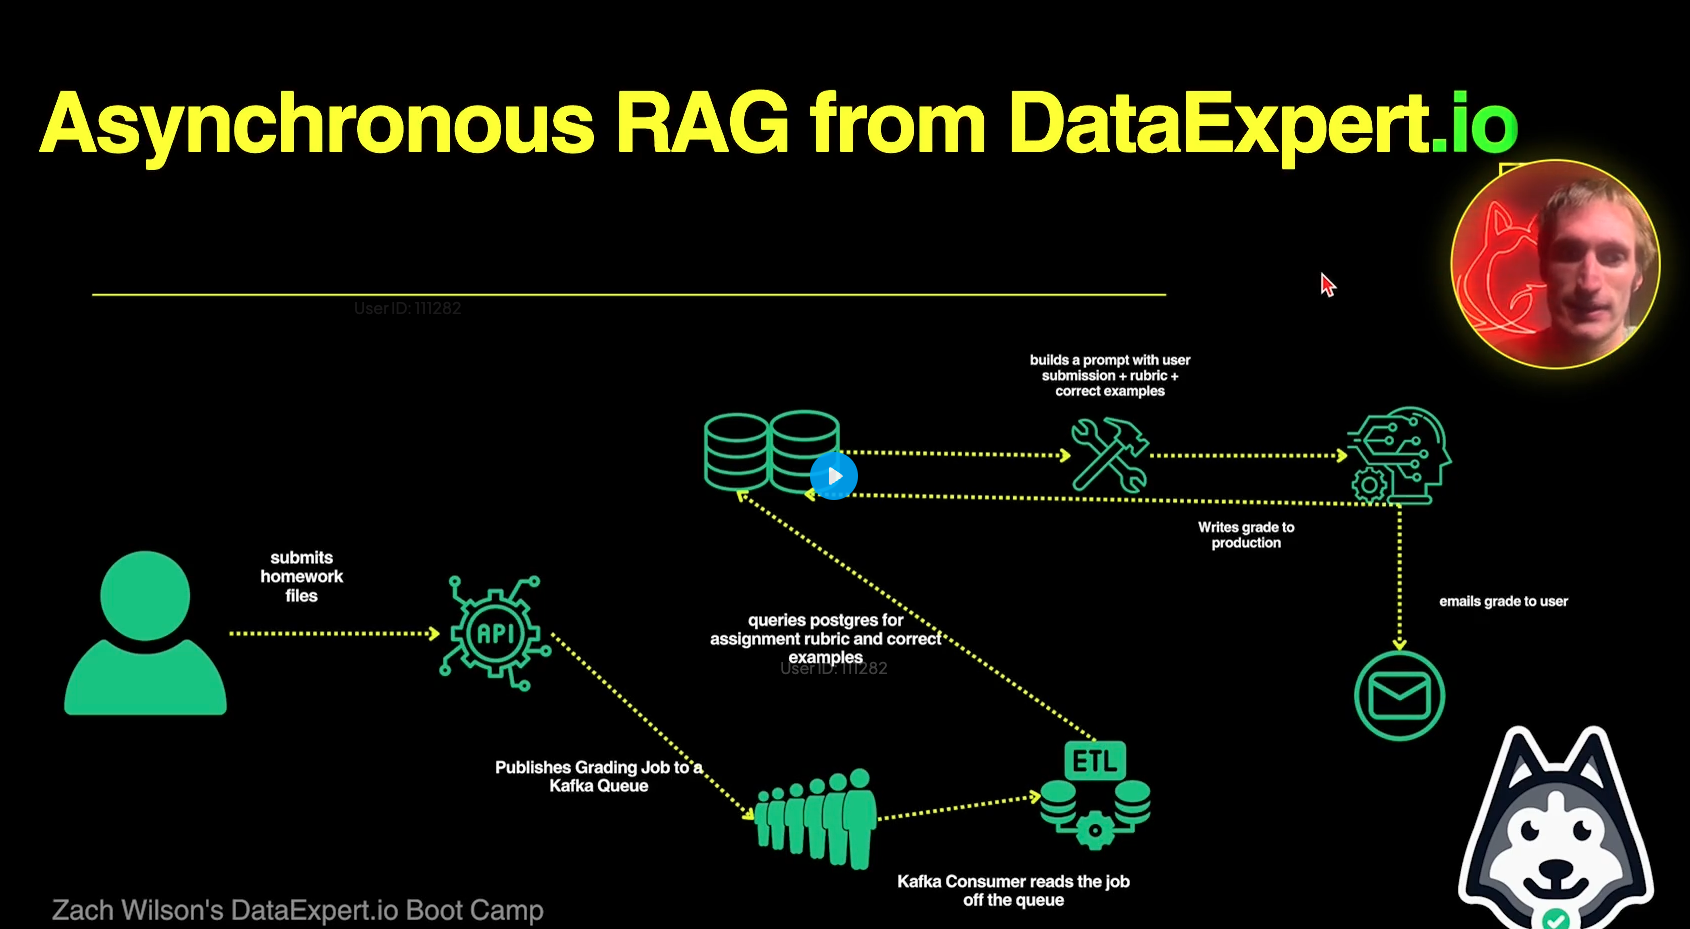 Asynchronous RAG from DataExpert.io
UserID: 111282
builds a prompt with user
submission + rubric +
correct examples
Writes grade to
production
submits
homework
files
API
emails grade to user
queries postgres for
assignment rubric and correct
examples
UserID: 111282
ETL
Publishes Grading Job to a
Kafka Queue
Kafka Consumer reads the job
off the queue
Zach Wilson's DataExpert.io Boot Camp